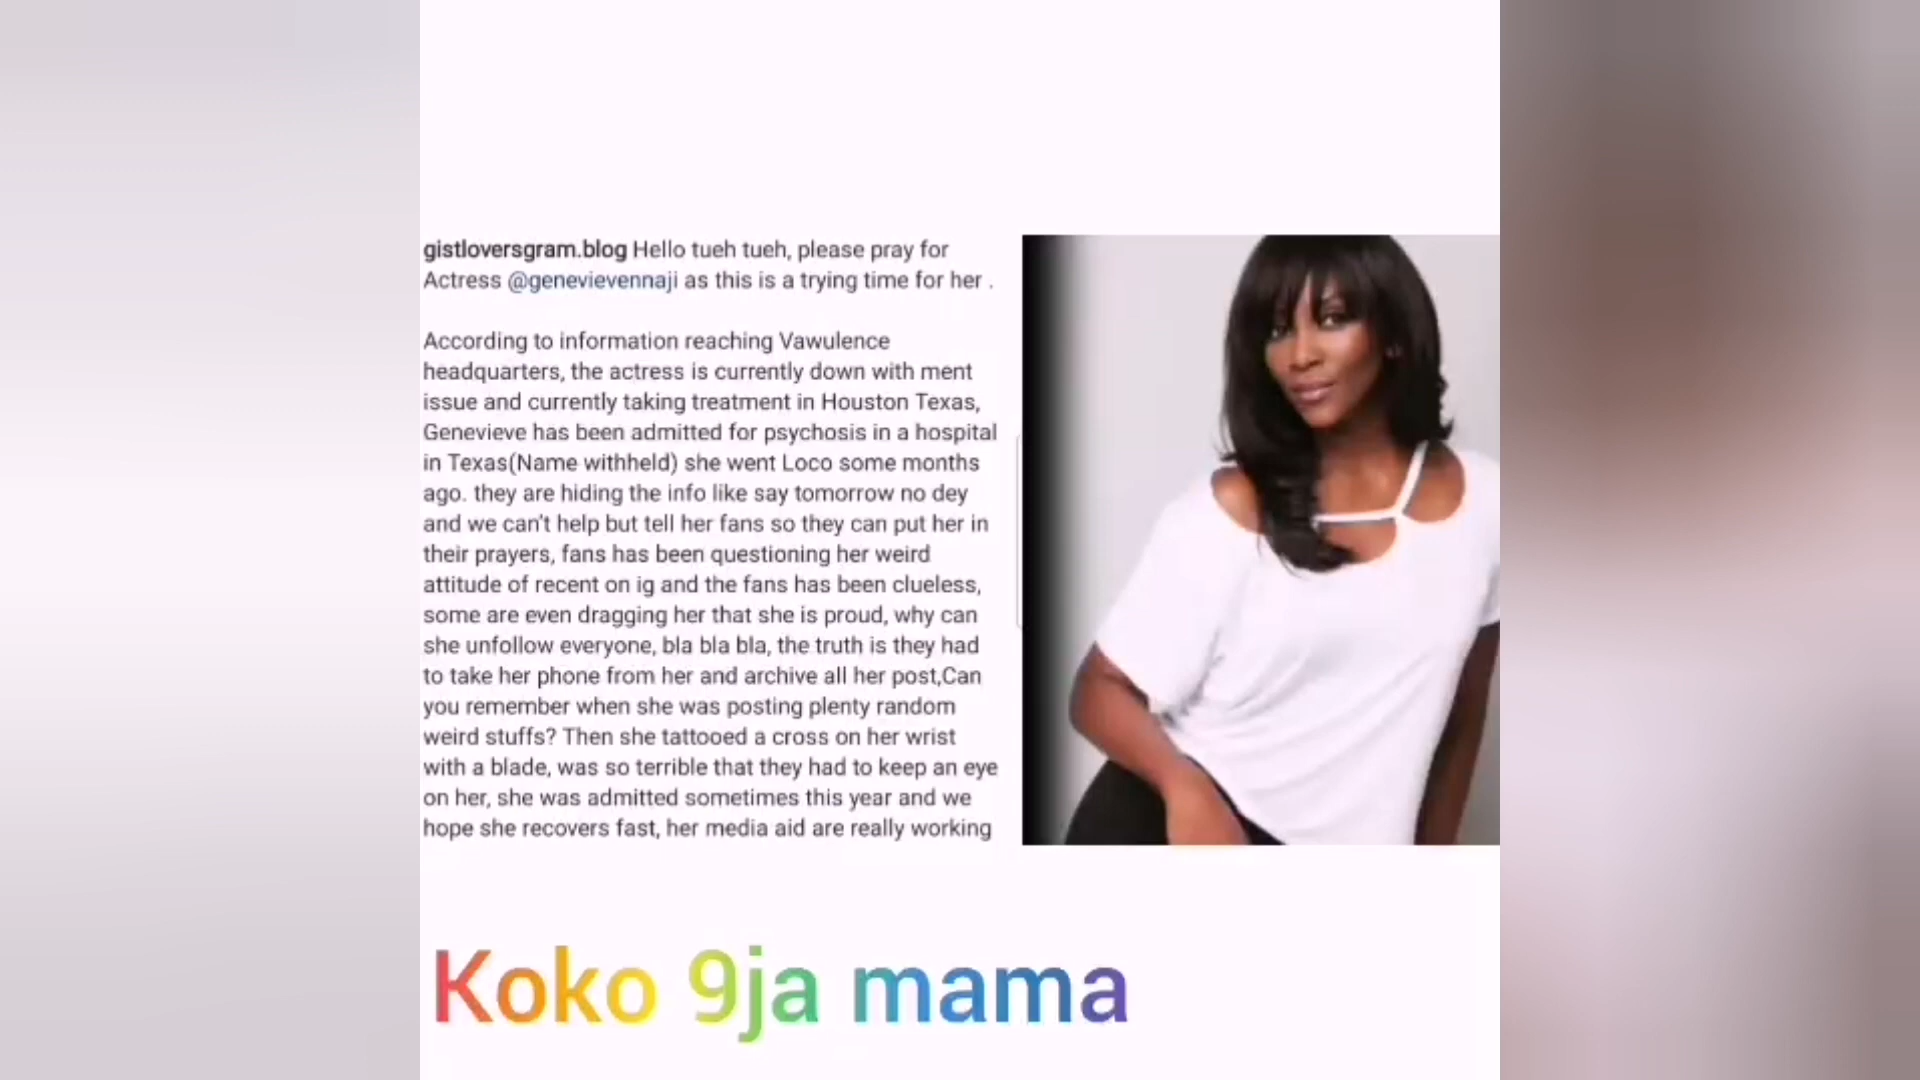 gistloversgram.blog Hello tueh tueh, please pray for
Actress @genevievennaji as this is a trying time for her .
According to information reaching Vawulence
headquarters, the actress is currently down with ment
issue and currently taking treatment in Houston Texas,
Genevieve has been admitted for psychosis in a hospital
in Texas(Name withheld) she went Loco some months
ago. they are hiding the info like say tomorrow no dey
and we can't help but tell her fans so they can put her in
their prayers, fans has been questioning her weird
attitude of recent on ig and the fans has been clueless,
some are even dragging her that she is proud, why can
she unfollow everyone, bla bla bla, the truth is they had
to take her phone from her and archive all her post,Can
you remember when she was posting plenty random
weird stuffs? Then she tattooed a cross on her wrist
with a blade, was so terrible that they had to keep an eye
on her, she was admitted sometimes this year and we
hope she recovers fast, her media aid are really working
Koko 9ja mama